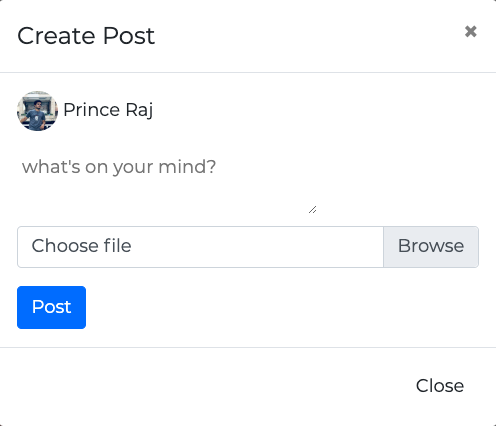 Create Post
×
Prince Raj
what's on your mind?
Choose file
Browse
Post
Close